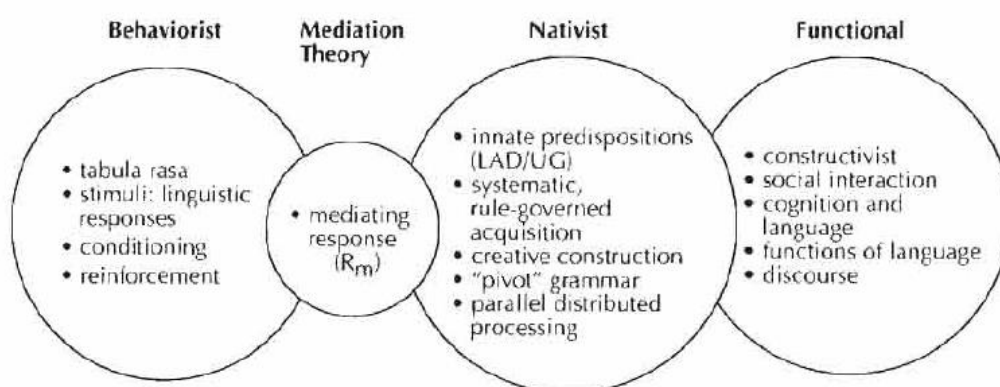 Behaviorist
Mediation
Theory
Nativist
Functional
• tabula rasa
• stimuli: linguistic
responses
• conditioning
• reinforcement
• mediating
response
(Rm)
• innate predispositions
(LAD/UG)
• systematic,
rule-governed
acquisition
• creative construction
• "pivot" grammar
• parallel distributed
processing
• constructivist
• social interaction
• cognition and
language
• functions of language
• discourse